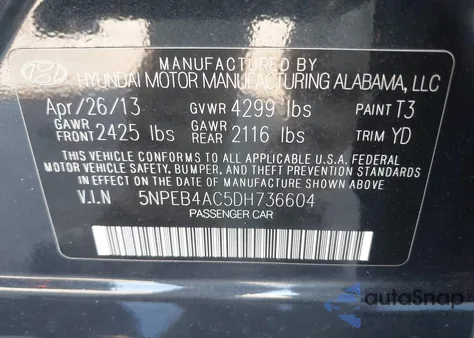 MANUFACTURED BY
HYUNDAI MOTOR MANUFACTURING ALABAMA, LLC
Apr/26/13 GVWR 4299 lbs PAINT T3
GAWR FRONT 2425 lbs GAWR REAR 2116 lbs TRIM YD
THIS VEHICLE CONFORMS TO ALL APPLICABLE U.S.A. FEDERAL
MOTOR VEHICLE SAFETY, BUMPER, AND THEFT
PREVENTION STANDARDS IN EFFECT ON THE DATE OF
MANUFACTURE SHOWN ABOVE.
V.I.N 5NPEB4AC5DH736604
PASSENGER CAR
autoSnap